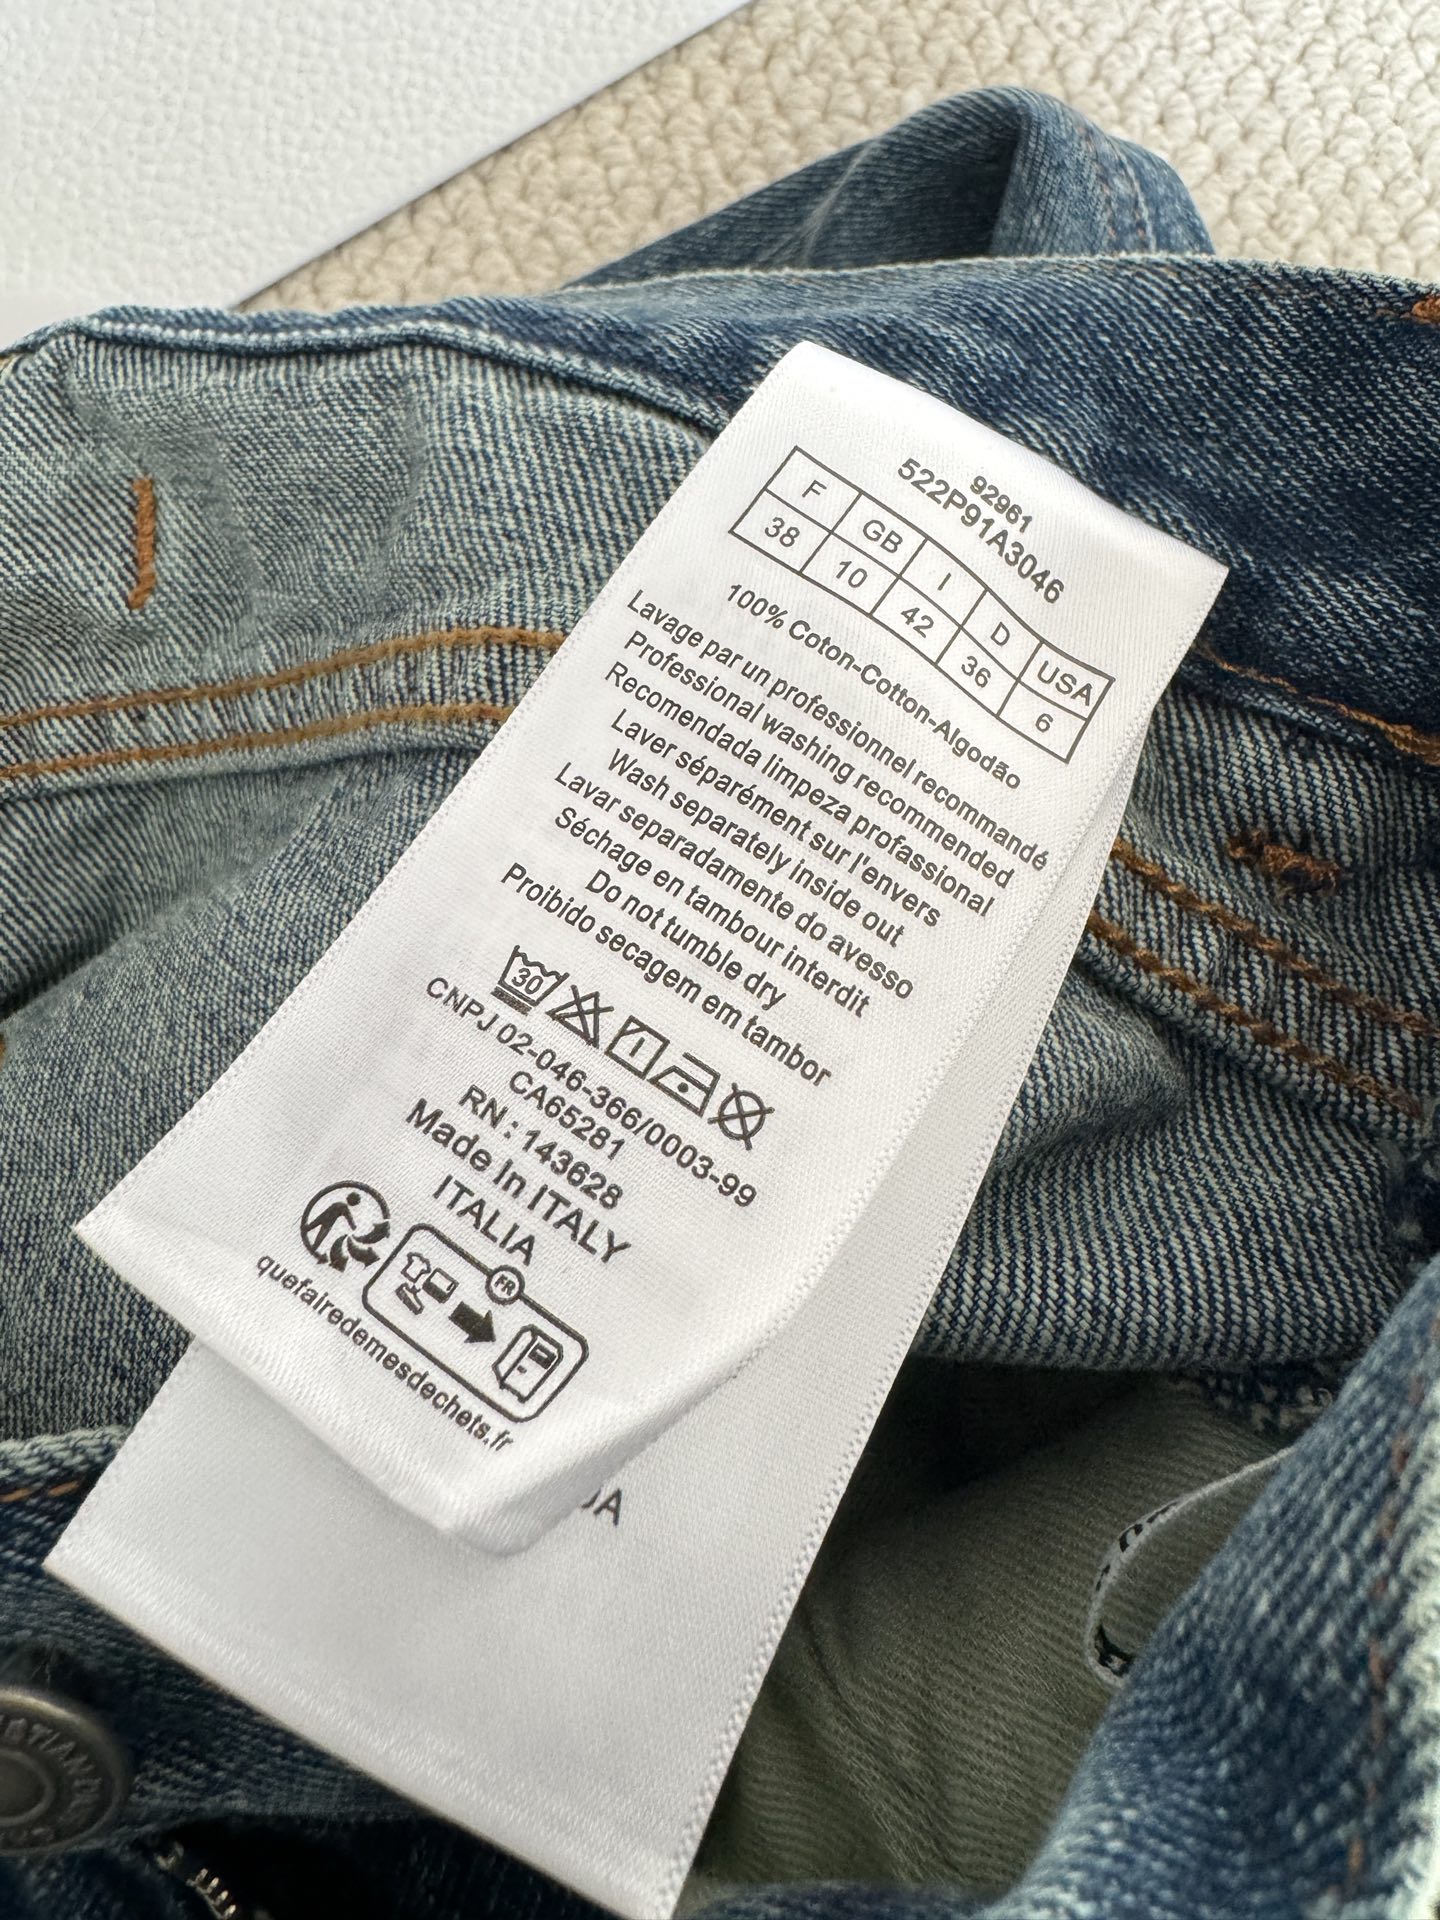 92961
522P91A3046
F GB I D USA
38 10 42 36 6
100% Coton-Cotton-Algodão
Lavage par un professionnel recommandé
Professional washing recommended
Recomendada limpeza profassional
Laver séparément sur l'envers
Wash separately inside out
Lavar separadamente do avesso
Séchage en tambour interdit
Do not tumble dry
Proibido secagem em tambor
30
CNPJ 02-046-366/0003-99
CA65281
RN : 143628
Made In ITALY
ITALIA
FR
quefairedemesdechets.fr